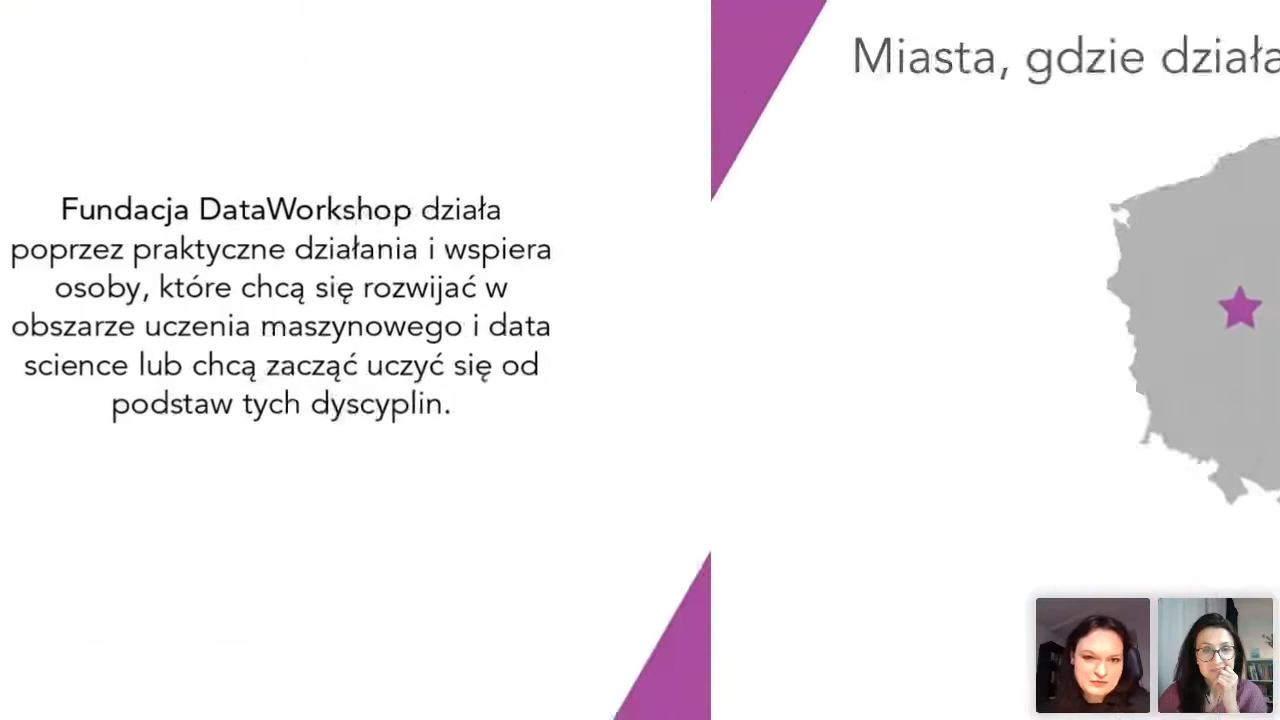 Fundacja DataWorkshop działa
poprzez praktyczne działania i wspiera
osoby, które chcą się rozwijać w
obszarze uczenia maszynowego i data
science lub chcą zacząć uczyć się od
podstaw tych dyscyplin.
Miasta, gdzie działa